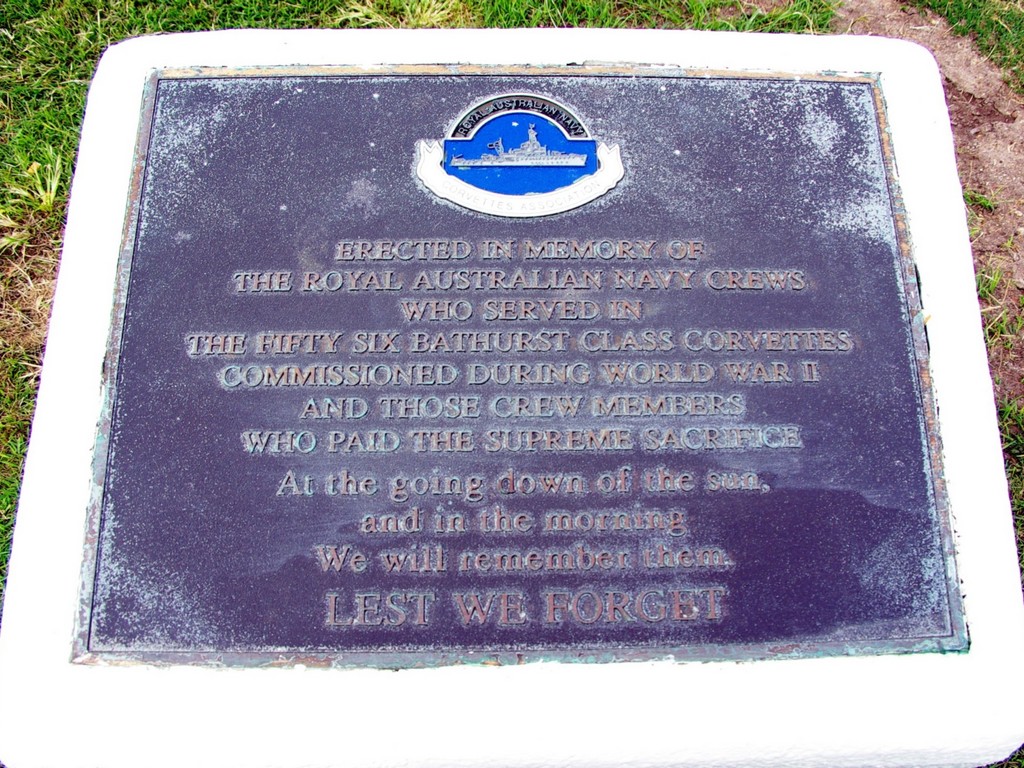 ROYAL AUSTRALIAN NAVY
CORVETTES ASSOCIATION
ERECTED IN MEMORY OF
THE ROYAL AUSTRALIAN NAVY CREWS
WHO SERVED IN
THE FIFTY SIX BATHURST CLASS CORVETTES
COMMISSIONED DURING WORLD WAR II
AND THOSE CREW MEMBERS
WHO PAID THE SUPREME SACRIFICE
At the going down of the sun,
and in the morning
We will remember them.
LEST WE FORGET